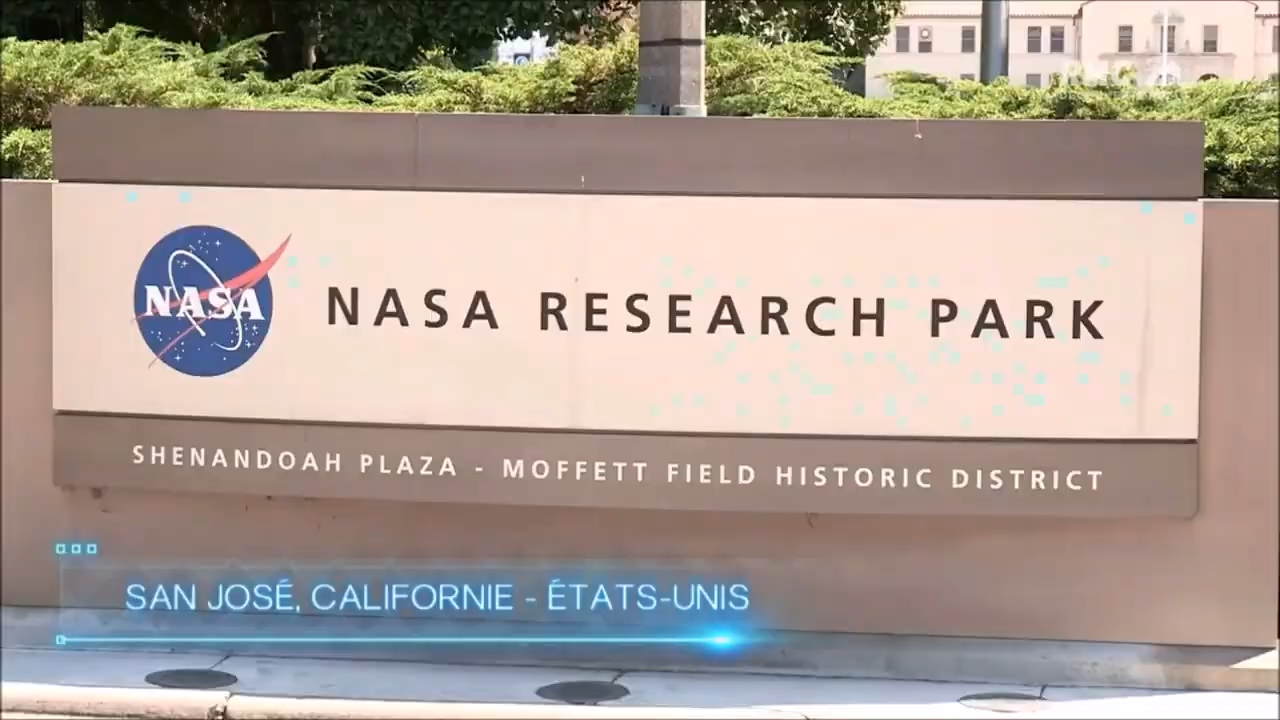 NASA
NASA RESEARCH PARK
SHENANDOAH PLAZA - MOFFETT FIELD HISTORIC DISTRICT
SAN JOSÉ, CALIFORNIE - ÉTATS-UNIS